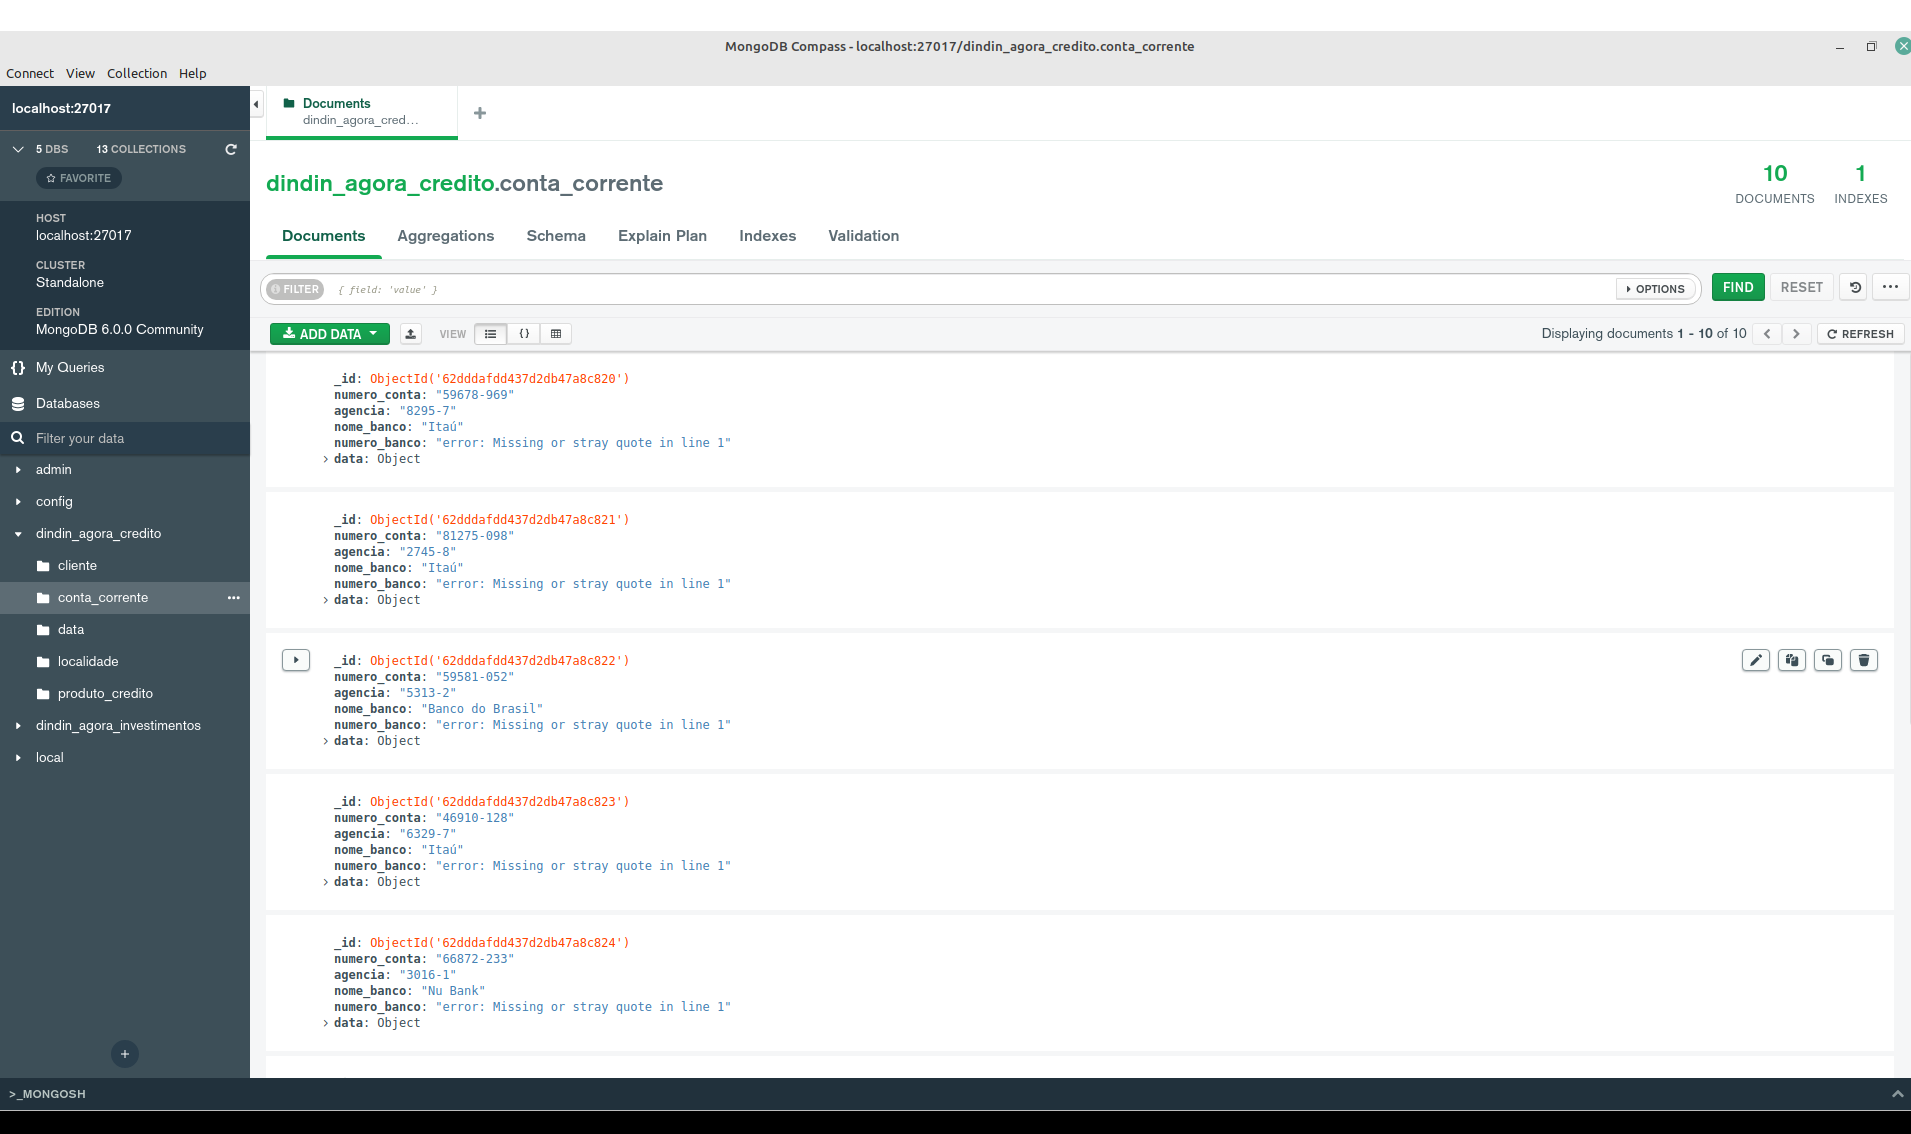 MongoDB Compass - localhost:27017/dindin_agora_credito.conta_corrente
Connect View Collection Help
localhost:27017
5 DBS 13 COLLECTIONS
FAVORITE
HOST
localhost:27017
CLUSTER
Standalone
EDITION
MongoDB 6.0.0 Community
{} My Queries
Databases
Filter your data
admin
config
dindin_agora_credito
cliente
conta_corrente ...
data
localidade
produto_credito
dindin_agora_investimentos
local
+
Documents
dindin_agora_cred...
+
dindin_agora_credito.conta_corrente
10
DOCUMENTS
1
INDEXES
Documents Aggregations Schema Explain Plan Indexes Validation
FILTER { field: 'value' } OPTIONS FIND RESET ...
ADD DATA VIEW {} Displaying documents 1 - 10 of 10 < > REFRESH
_id: ObjectId('62dddafdd437d2db47a8c820')
numero_conta: "59678-969"
agencia: "8295-7"
nome_banco: "Itaú"
numero_banco: "error: Missing or stray quote in line 1"
> data: Object
_id: ObjectId('62dddafdd437d2db47a8c821')
numero_conta: "81275-098"
agencia: "2745-8"
nome_banco: "Itaú"
numero_banco: "error: Missing or stray quote in line 1"
> data: Object
_id: ObjectId('62dddafdd437d2db47a8c822')
numero_conta: "59581-052"
agencia: "5313-2"
nome_banco: "Banco do Brasil"
numero_banco: "error: Missing or stray quote in line 1"
> data: Object
_id: ObjectId('62dddafdd437d2db47a8c823')
numero_conta: "46910-128"
agencia: "6329-7"
nome_banco: "Itaú"
numero_banco: "error: Missing or stray quote in line 1"
> data: Object
_id: ObjectId('62dddafdd437d2db47a8c824')
numero_conta: "66872-233"
agencia: "3016-1"
nome_banco: "Nu Bank"
numero_banco: "error: Missing or stray quote in line 1"
> data: Object
>_MONGOSH